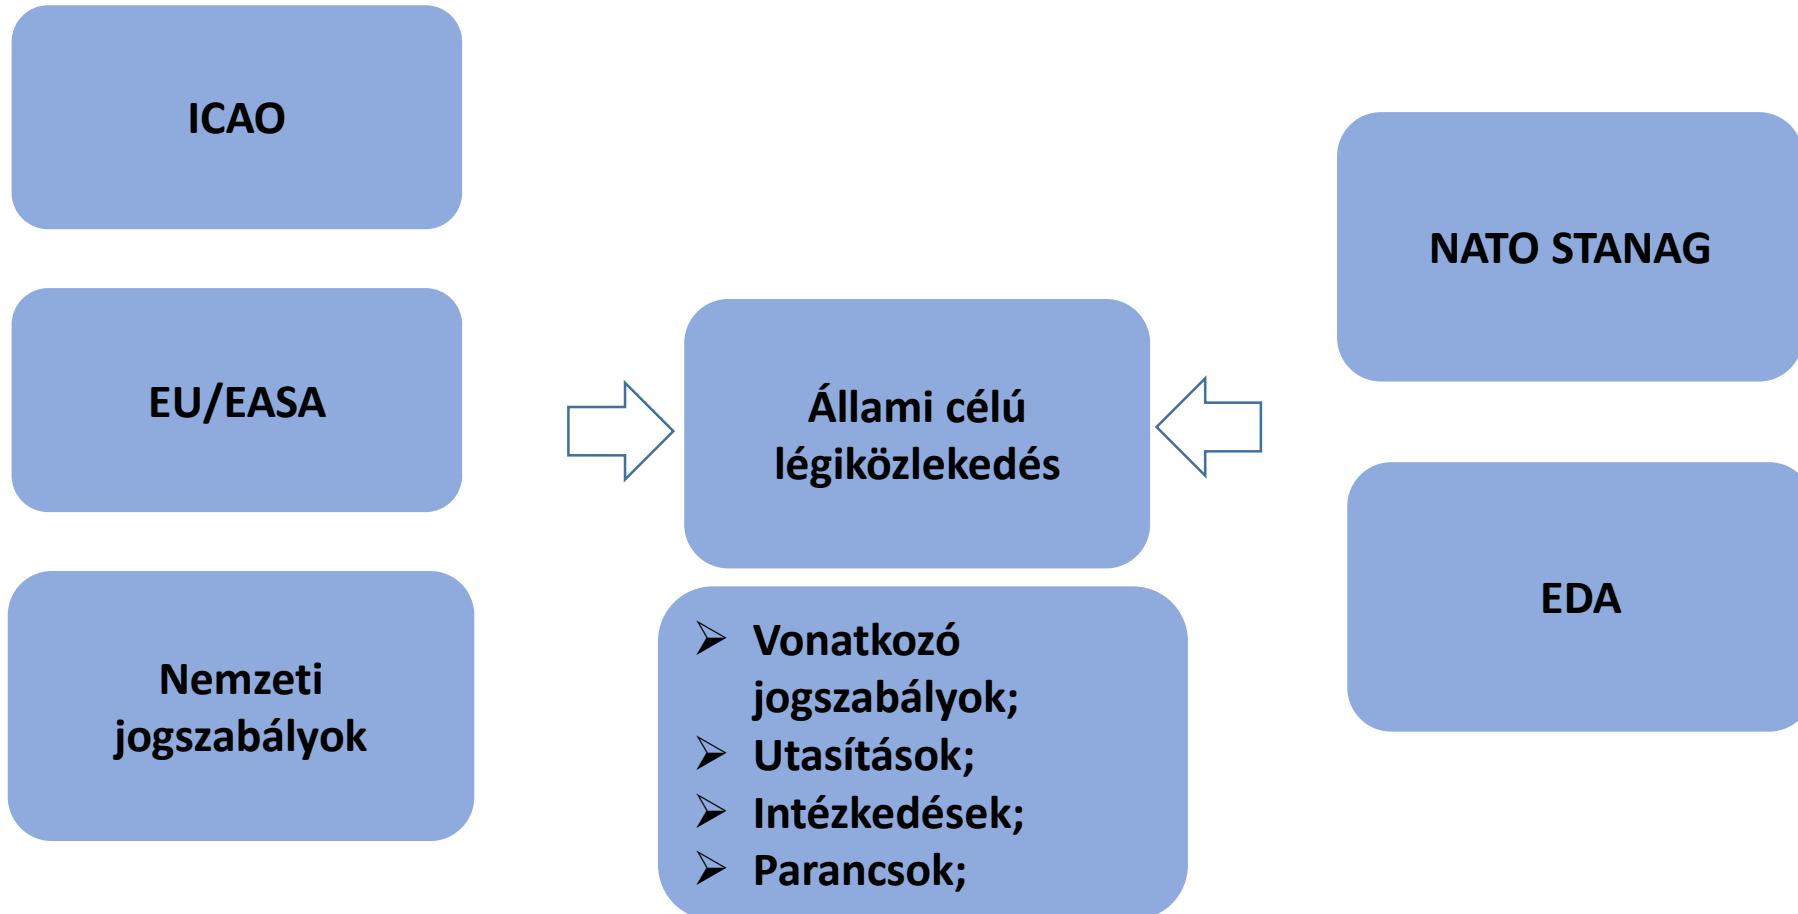 ICAO
EU/EASA
Nemzeti
jogszabályok
Állami célú
légiközlekedés
➢ Vonatkozó
jogszabályok;
➢ Utasítások;
➢ Intézkedések;
➢ Parancsok;
NATO STANAG
EDA